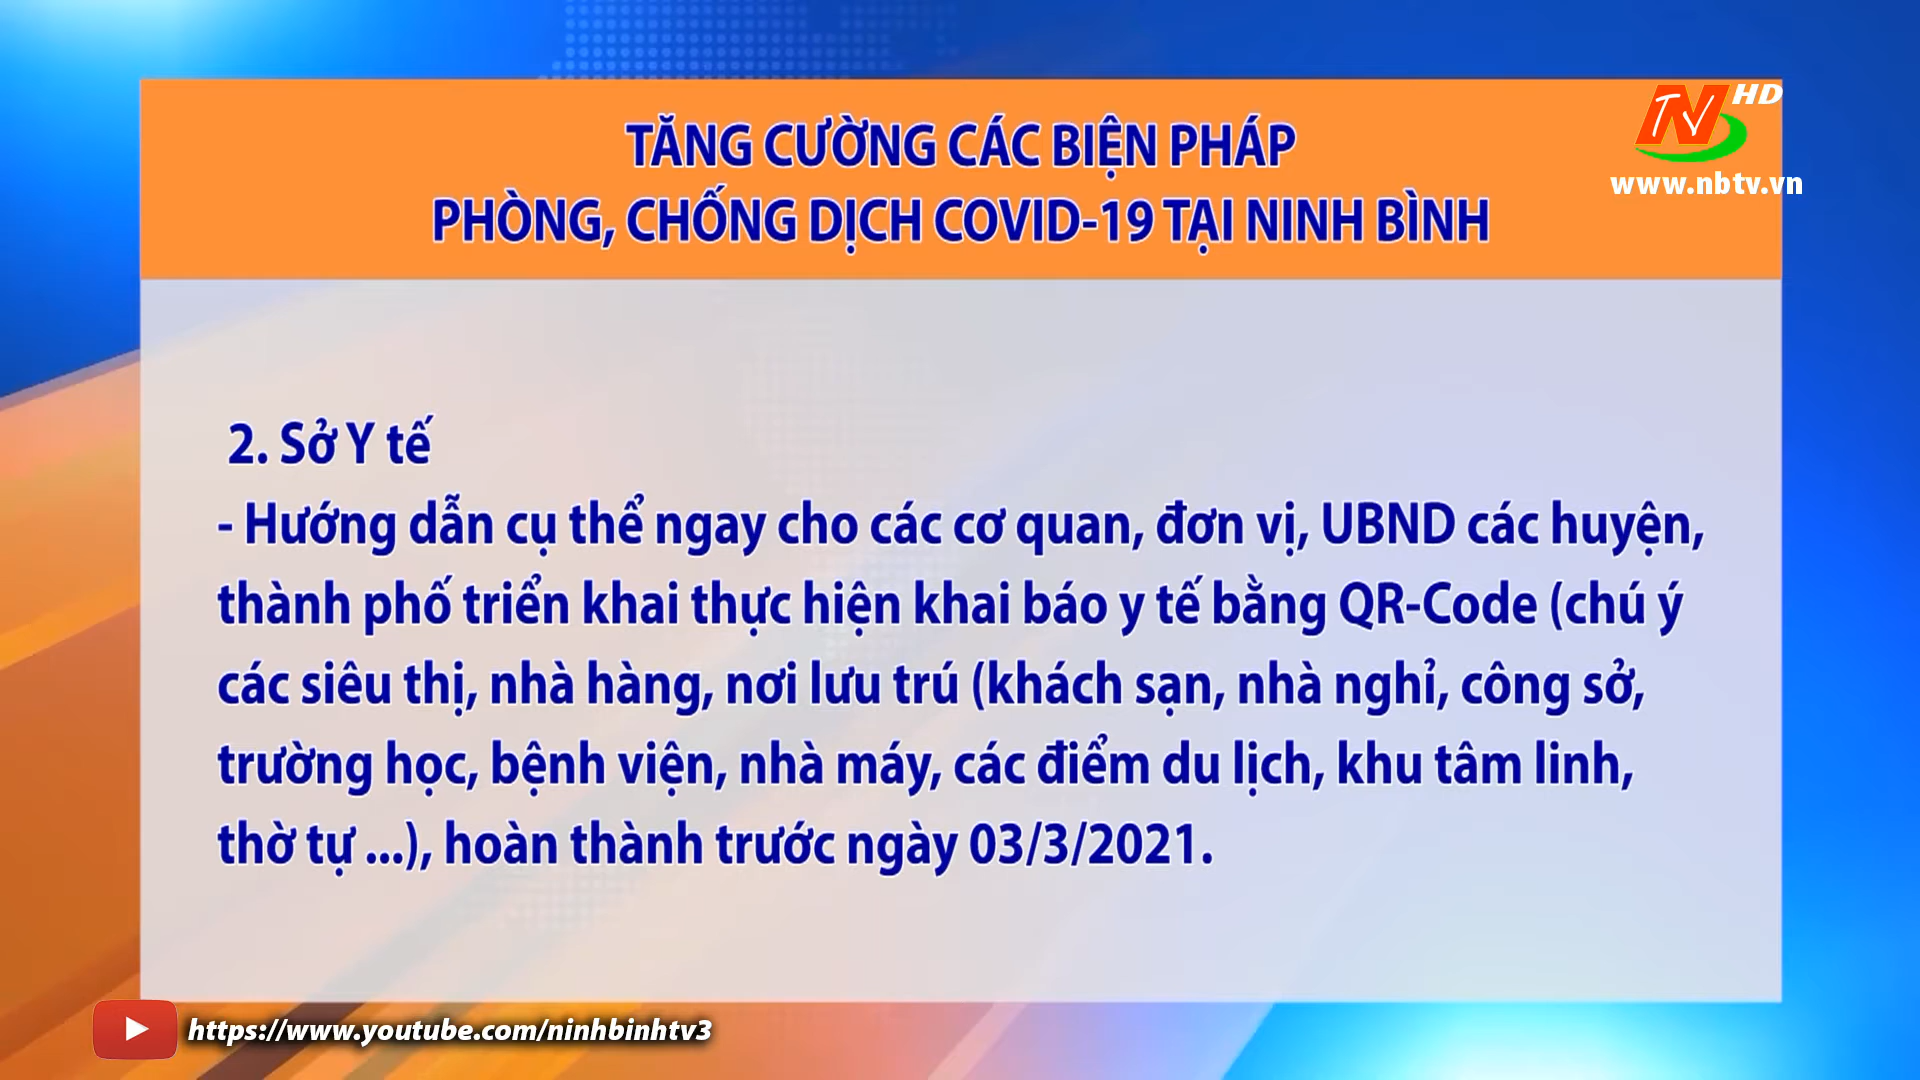 TĂNG CƯỜNG CÁC BIỆN PHÁP
PHÒNG, CHỐNG DỊCH COVID-19 TẠI NINH BÌNH
NTV HD
www.nbtv.vn
2. Sở Y tế
- Hướng dẫn cụ thể ngay cho các cơ quan, đơn vị, UBND các huyện,
thành phố triển khai thực hiện khai báo y tế bằng QR-Code (chú ý
các siêu thị, nhà hàng, nơi lưu trú (khách sạn, nhà nghỉ, công sở,
trường học, bệnh viện, nhà máy, các điểm du lịch, khu tâm linh,
thờ tự ...), hoàn thành trước ngày 03/3/2021.
https://www.youtube.com/ninhbinhtv3